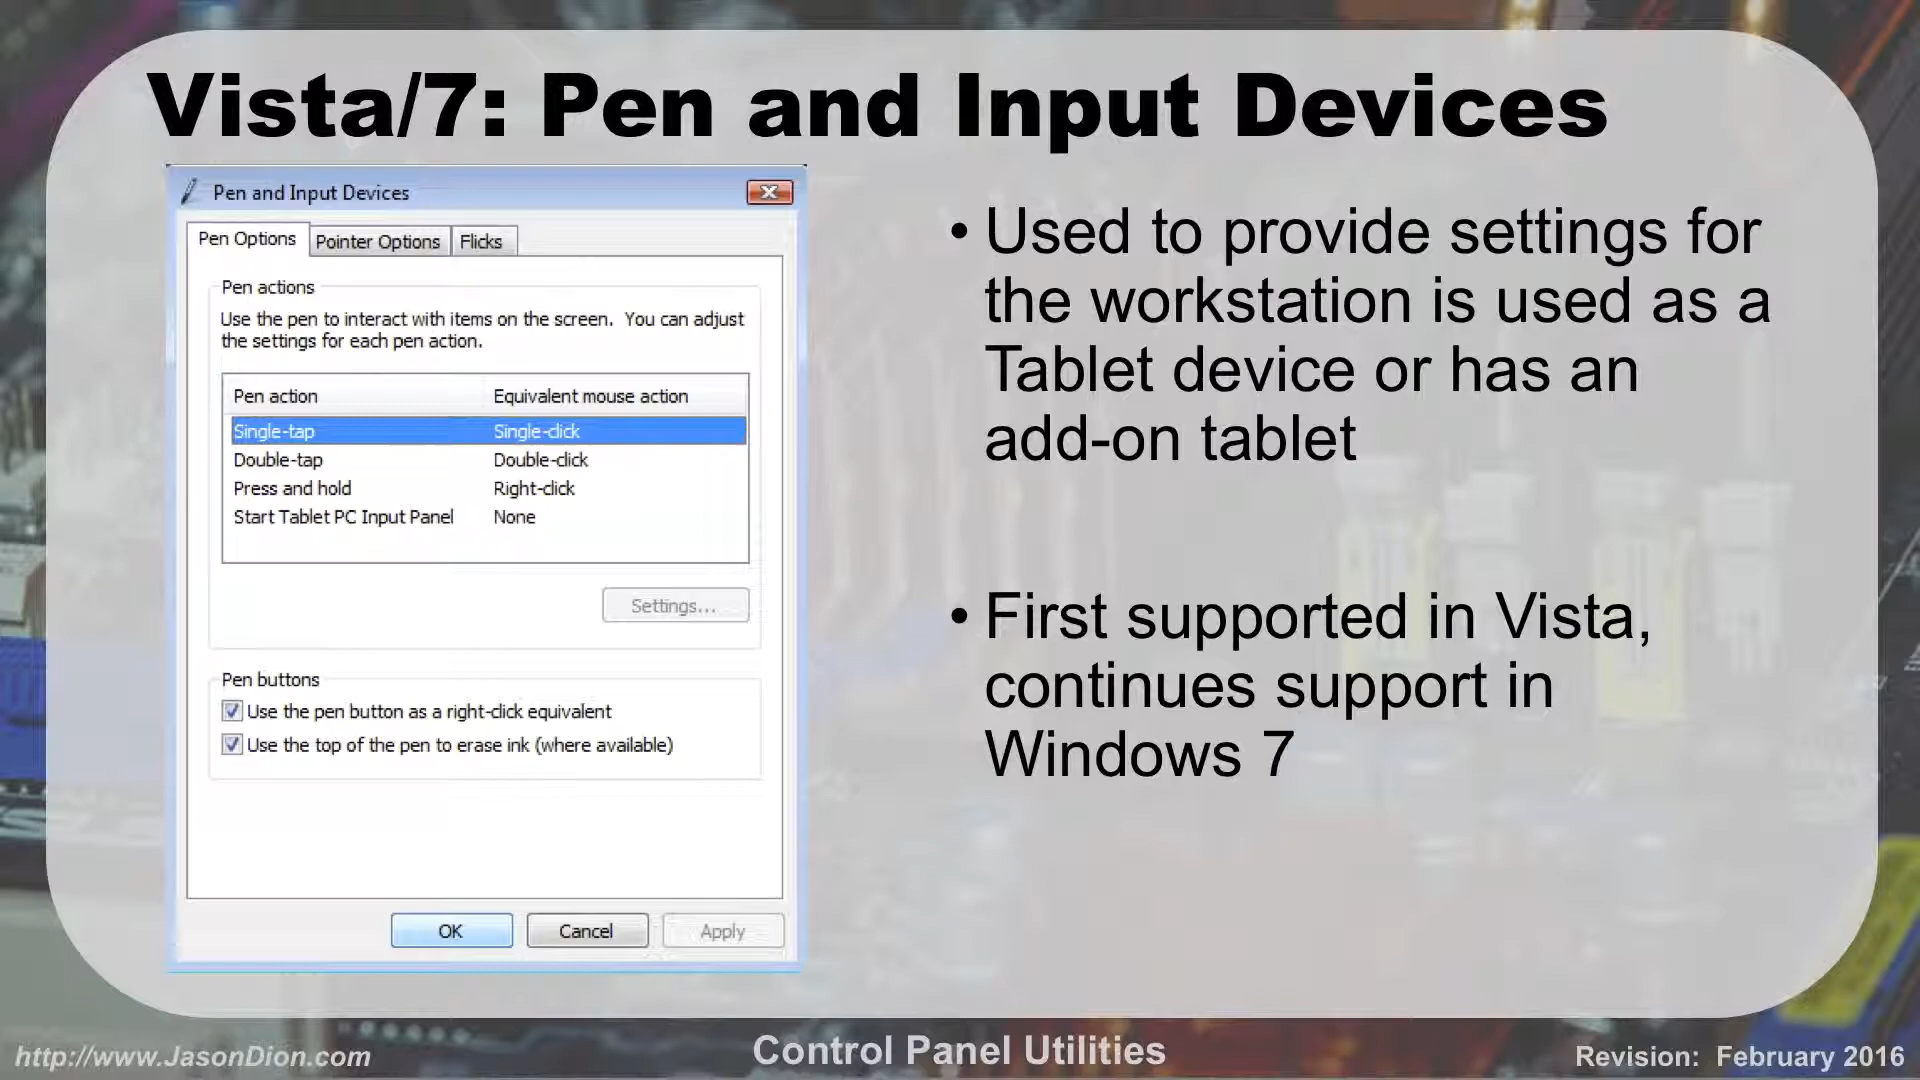 Vista/7: Pen and Input Devices
Pen and Input Devices
Pen Options Pointer Options Flicks
Pen actions
Use the pen to interact with items on the screen. You can adjust
the settings for each pen action.
Pen action Equivalent mouse action
Single-tap Single-click
Double-tap Double-click
Press and hold Right-click
Start Tablet PC Input Panel None
Settings...
Pen buttons
Use the pen button as a right-click equivalent
Use the top of the pen to erase ink (where available)
OK Cancel Apply
• Used to provide settings for
the workstation is used as a
Tablet device or has an
add-on tablet
• First supported in Vista,
continues support in
Windows 7
http://www.JasonDion.com
Control Panel Utilities
Revision: February 2016